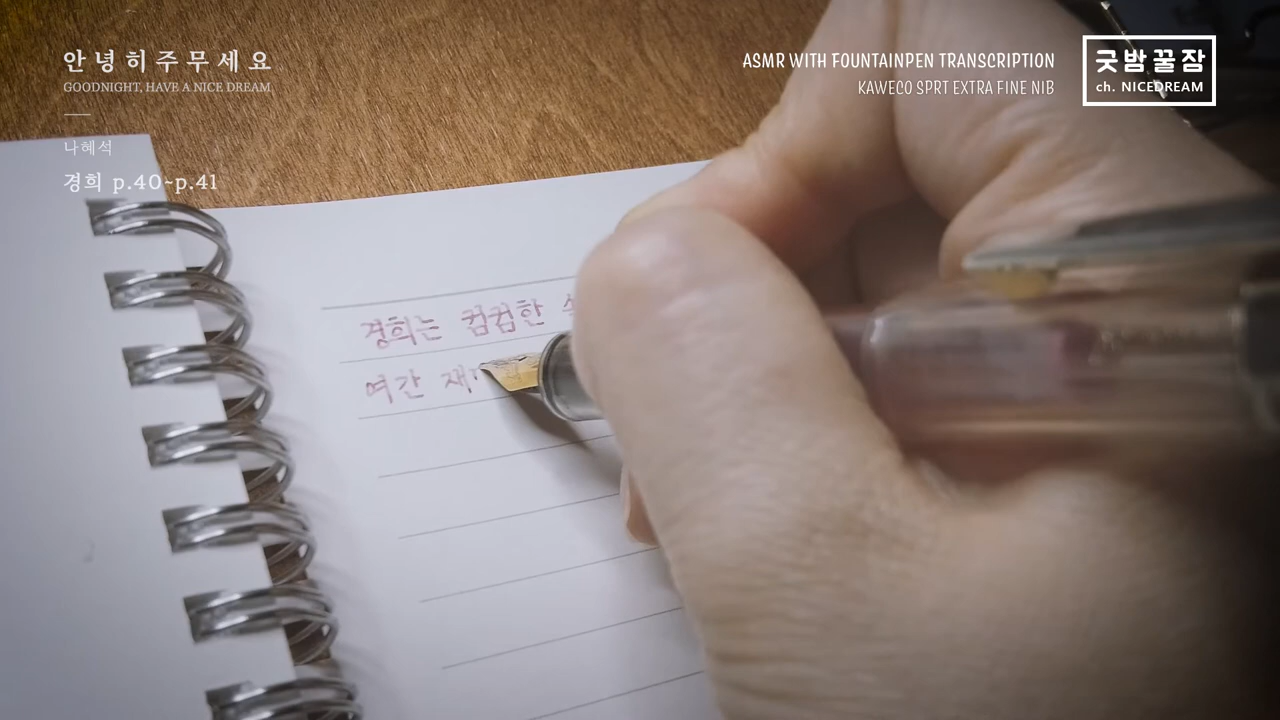 안녕히주무세요
GOODNIGHT, HAVE A NICE DREAM
나혜석
경희 p.40~p.41
ASMR WITH FOUNTAINPEN TRANSCRIPTION
KAWECO SPRT EXTRA FINE NIB
굿밤꿀잠
ch. NICEDREAM
경희는 컴컴한
여간